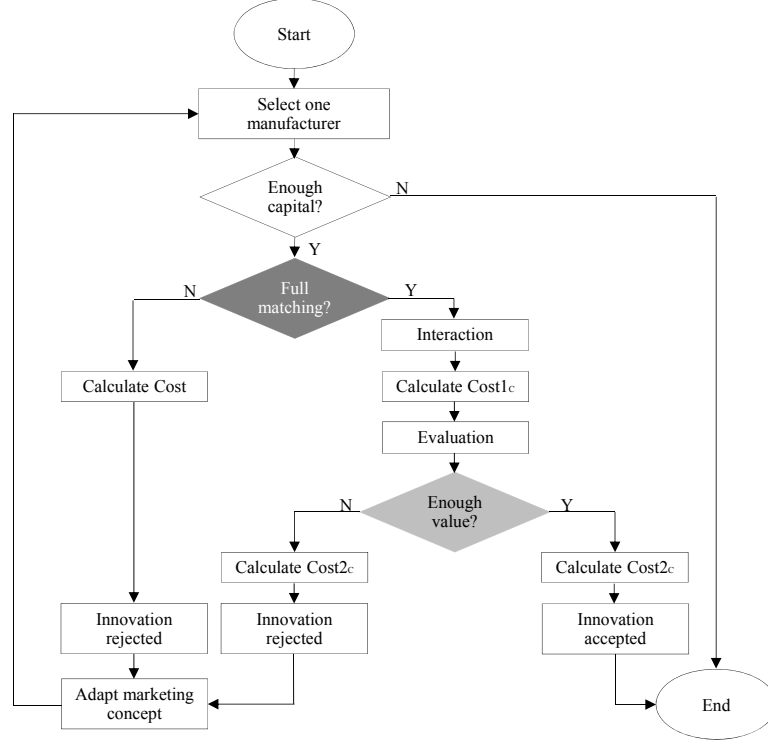 Start
Select one
manufacturer
Enough
capital?
N
Y
Full
matching?
N
Y
Interaction
Calculate Cost
Calculate Cost1c
Evaluation
Enough
value?
N
Y
Calculate Cost2c
Calculate Cost2c
Innovation
rejected
Innovation
rejected
Innovation
accepted
Adapt marketing
concept
End